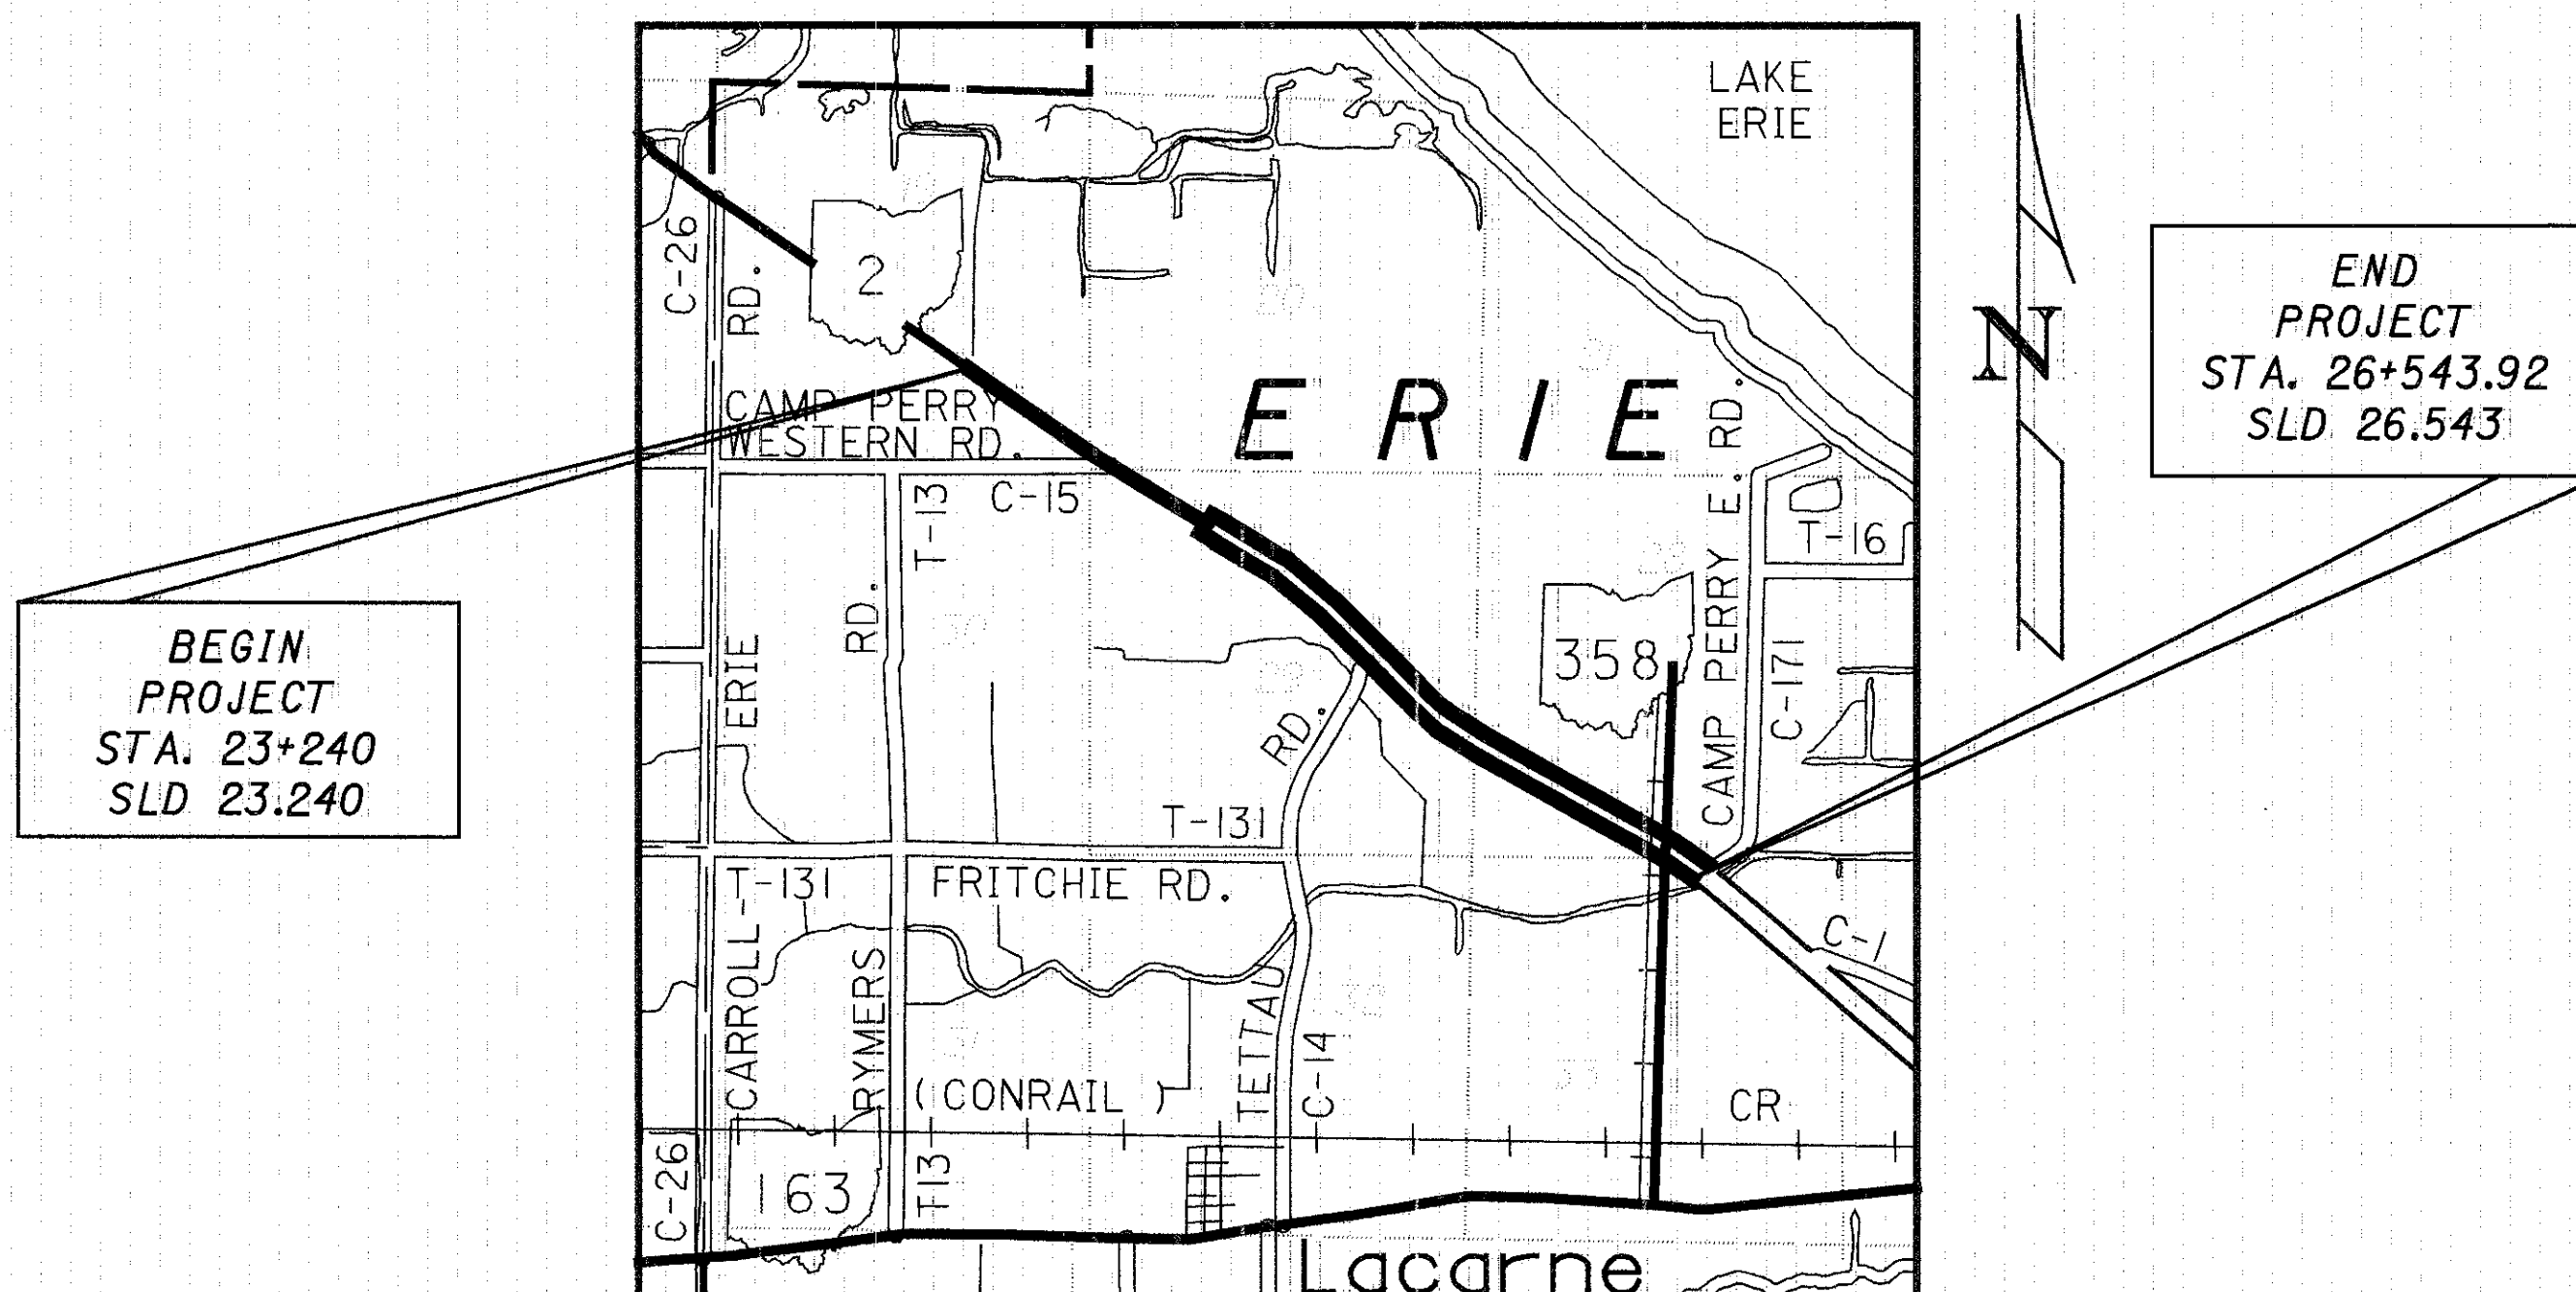 LAKE
ERIE
C-26
RD.
2
CAMP PERRY
WESTERN RD.
C-15
T-13
RD.
ERIE
ERIE
N
END
PROJECT
STA. 26+543.92
SLD 26.543
BEGIN
PROJECT
STA. 23+240
SLD 23.240
CAMP PERRY E. RD.
T-16
358
C-171
RD.
T-131
T-131
FRITCHIE RD.
C-1
CARROLL-
RYMERS
TETTAU
C-14
( CONRAIL )
CR
C-26
163
T13
Lacarne